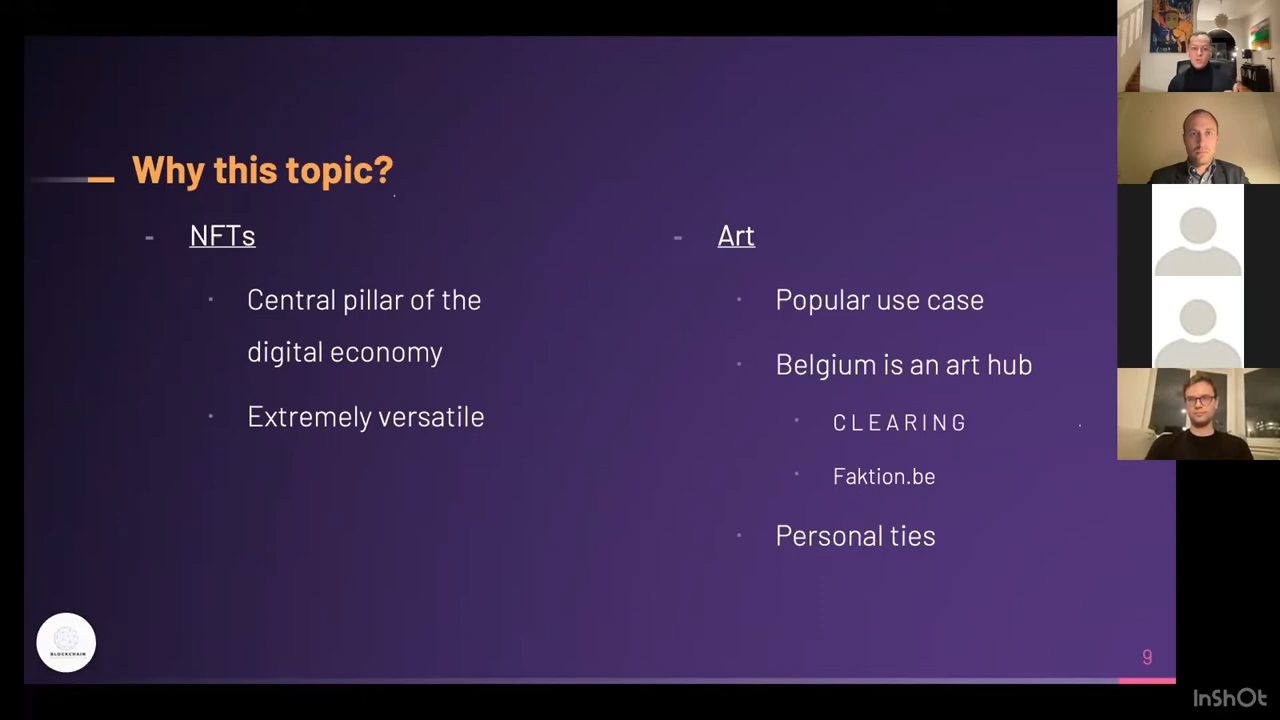 Why this topic?
- NFTs
· Central pillar of the
digital economy
· Extremely versatile
- Art
· Popular use case
· Belgium is an art hub
· C L E A R I N G
· Faktion.be
· Personal ties
BLOCKCHAIN
9
InShOt